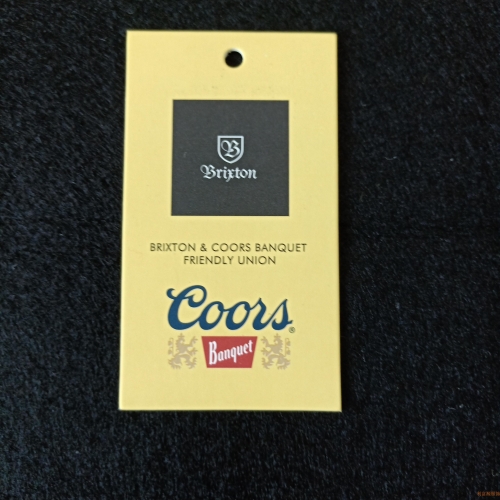 B
Brixton
BRIXTON & COORS BANQUET
FRIENDLY UNION
Coors®
Banquet